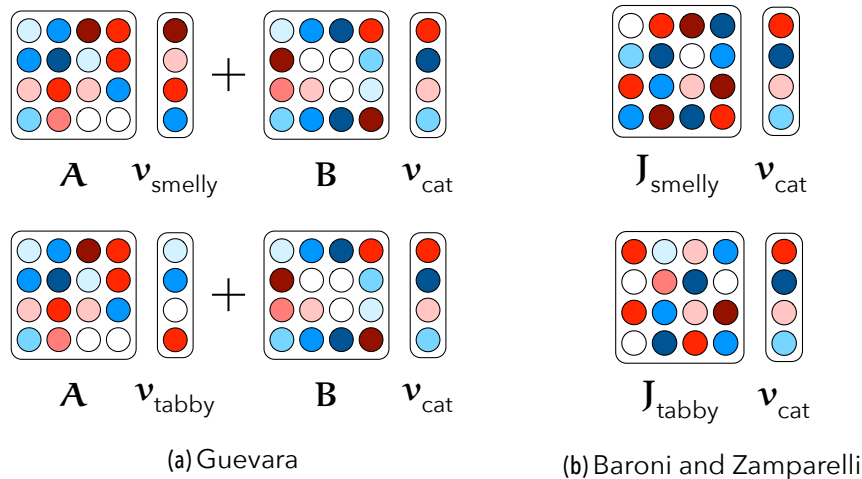 +
A v_smelly B v_cat
J_smelly v_cat
+
A v_tabby B v_cat
J_tabby v_cat
(a) Guevara
(b) Baroni and Zamparelli